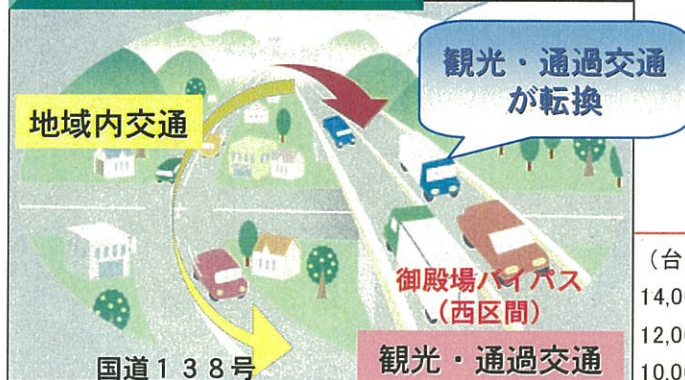 観光・通過交通
が転換
地域内交通
御殿場バイパス
（西区間）
国道１３８号
観光・通過交通
（台
14,0
12,0
10,0